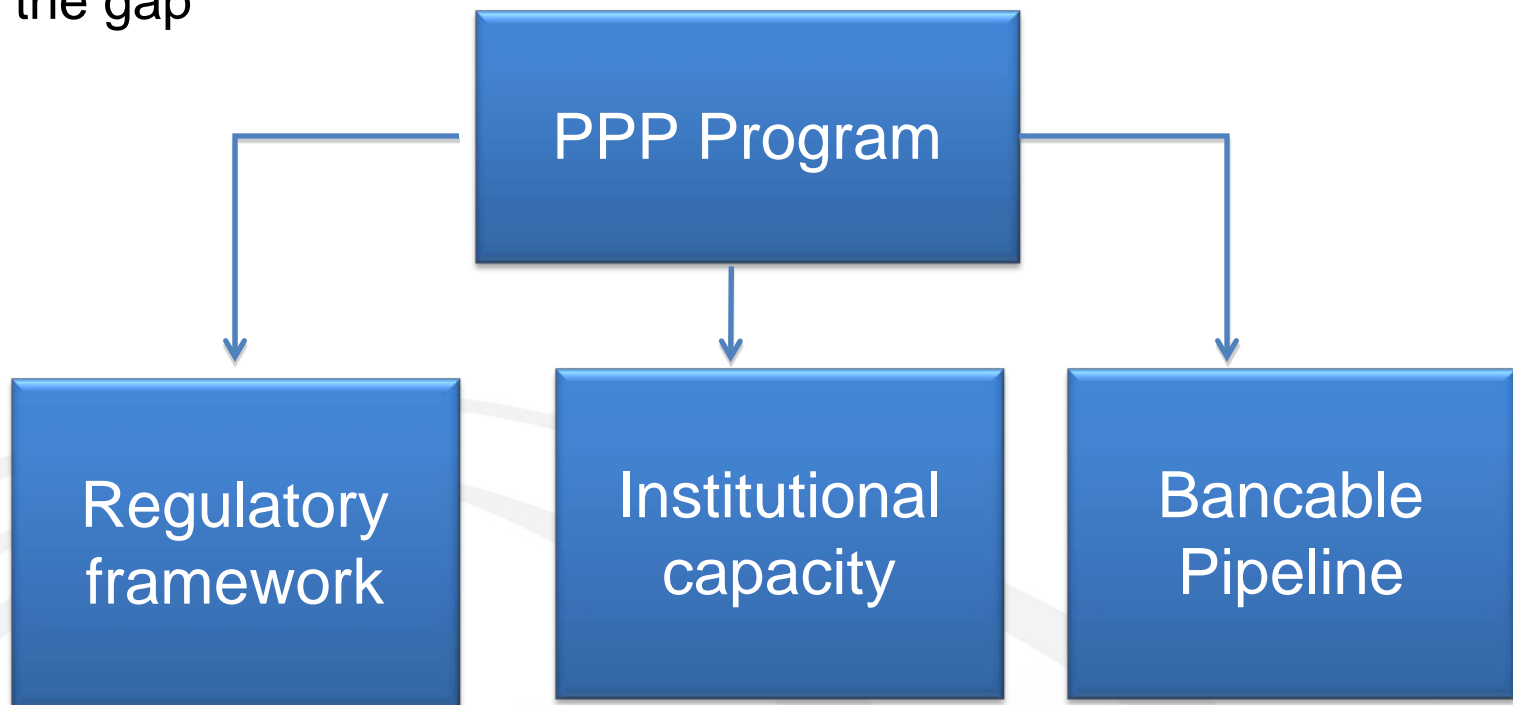 the gap
PPP Program
Regulatory
framework
Institutional
capacity
Bancable
Pipeline